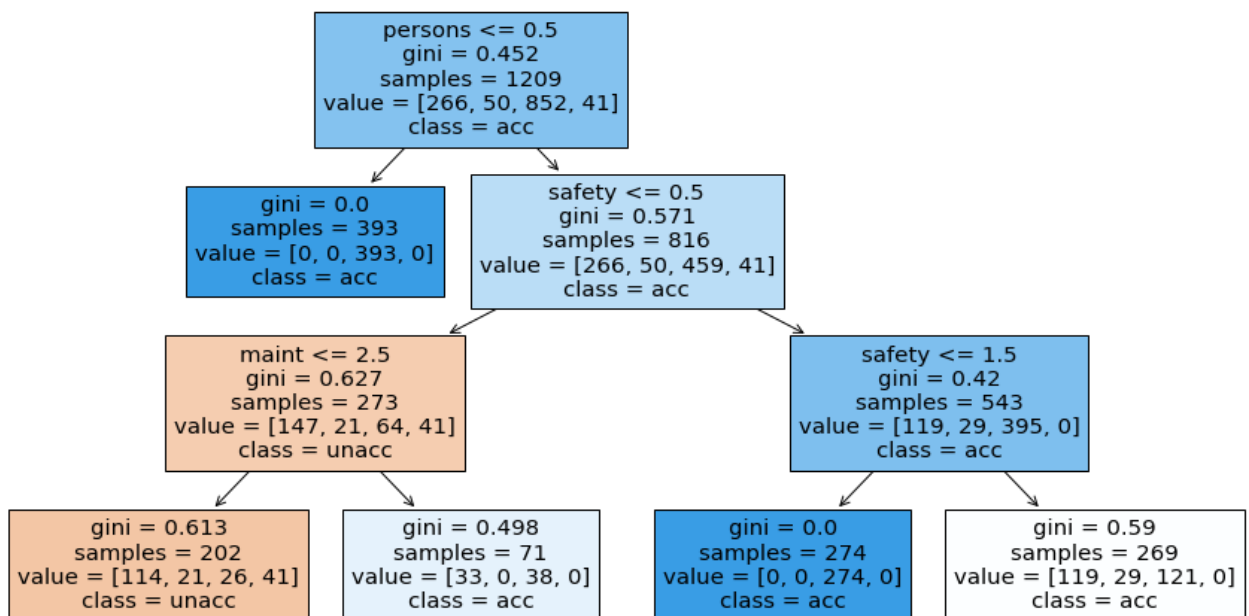 persons <= 0.5
gini = 0.452
samples = 1209
value = [266, 50, 852, 41]
class = acc
gini = 0.0
samples = 393
value = [0, 0, 393, 0]
class = acc
safety <= 0.5
gini = 0.571
samples = 816
value = [266, 50, 459, 41]
class = acc
maint <= 2.5
gini = 0.627
samples = 273
value = [147, 21, 64, 41]
class = unacc
safety <= 1.5
gini = 0.42
samples = 543
value = [119, 29, 395, 0]
class = acc
gini = 0.613
samples = 202
value = [114, 21, 26, 41]
class = unacc
gini = 0.498
samples = 71
value = [33, 0, 38, 0]
class = acc
gini = 0.0
samples = 274
value = [0, 0, 274, 0]
class = acc
gini = 0.59
samples = 269
value = [119, 29, 121, 0]
class = acc